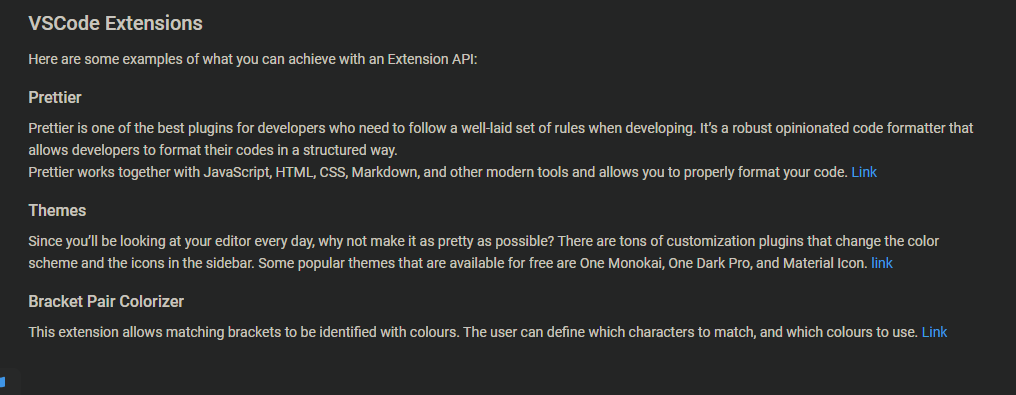 VSCode Extensions
Here are some examples of what you can achieve with an Extension API:
Prettier
Prettier is one of the best plugins for developers who need to follow a well-laid set of rules when developing. It’s a robust opinionated code formatter that
allows developers to format their codes in a structured way.
Prettier works together with JavaScript, HTML, CSS, Markdown, and other modern tools and allows you to properly format your code. Link
Themes
Since you’ll be looking at your editor every day, why not make it as pretty as possible? There are tons of customization plugins that change the color
scheme and the icons in the sidebar. Some popular themes that are available for free are One Monokai, One Dark Pro, and Material Icon. link
Bracket Pair Colorizer
This extension allows matching brackets to be identified with colours. The user can define which characters to match, and which colours to use. Link